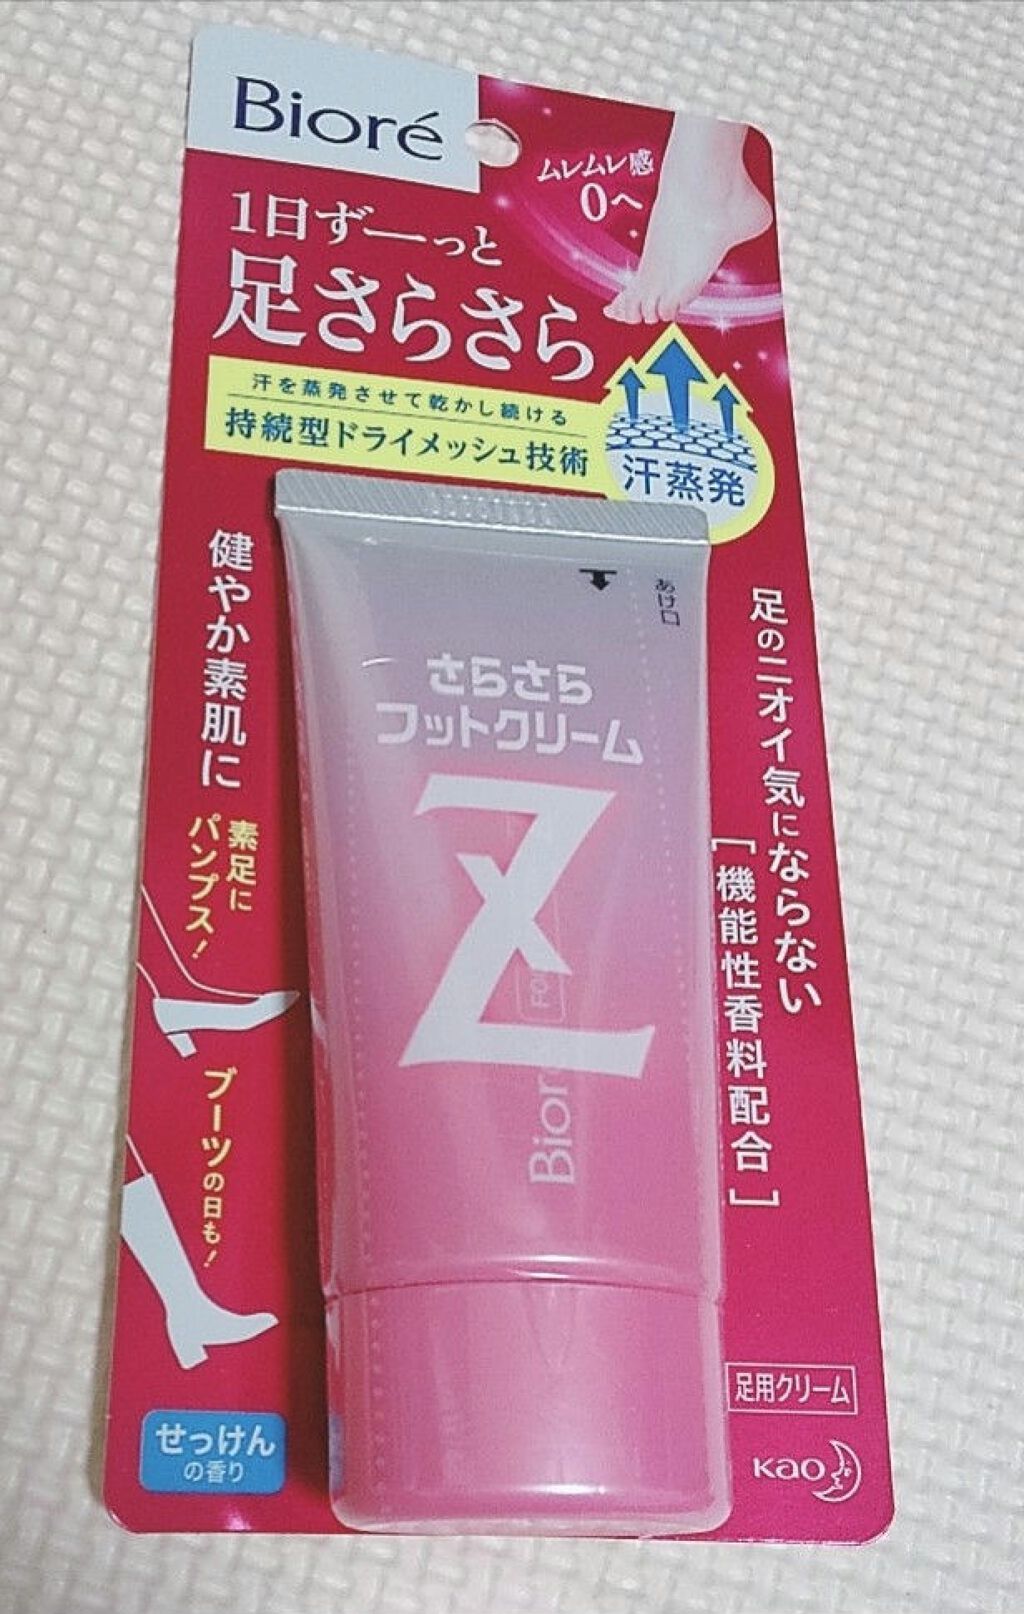 Bioré
ムレムレ感
0へ
1日ずーっと
足さらさら
汗を蒸発させて乾かし続ける
持続型ドライメッシュ技術
汗蒸発
あけ口
さらさら
フットクリーム
Z
健やか素肌に
素足に
パンプス!
ブーツの日も!
足のニオイ気にならない
[機能性香料配合]
せっけん
の香り
足用クリーム
Kao